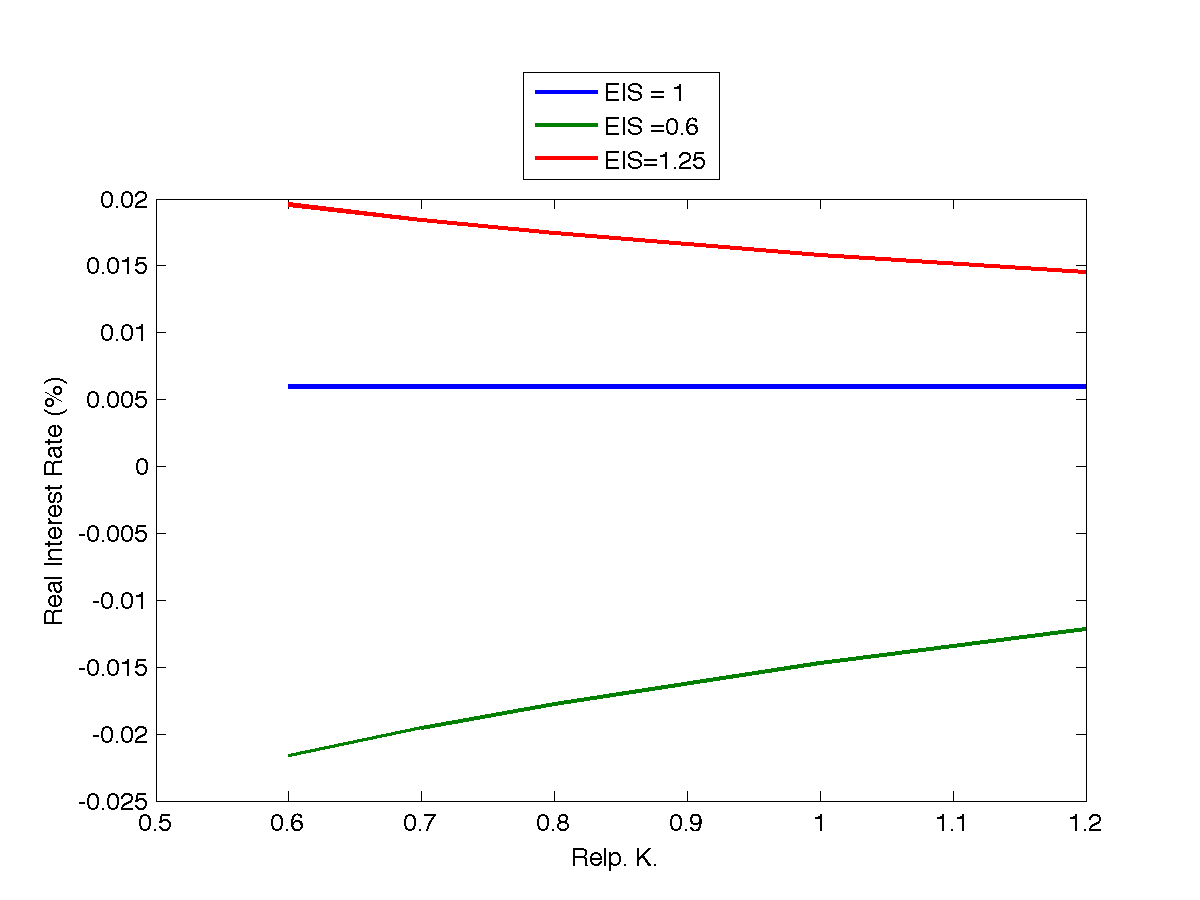 EIS = 1
EIS =0.6
EIS=1.25
0.02
0.015
0.01
0.005
0
-0.005
-0.01
-0.015
-0.02
-0.025
Real Interest Rate (%)
0.5 0.6 0.7 0.8 0.9 1 1.1 1.2
Relp. K.